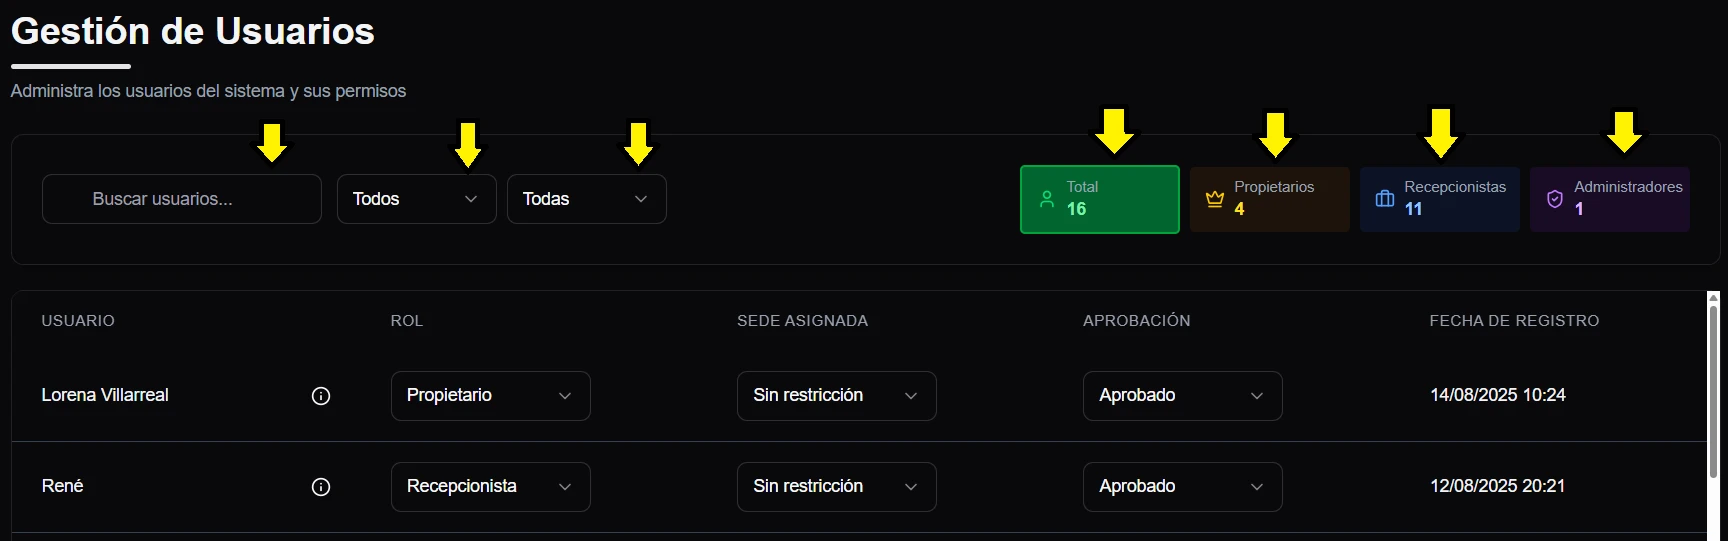 Gestión de Usuarios
Administra los usuarios del sistema y sus permisos
Buscar usuarios... Todos Todas
Total Propietarios Recepcionistas Administradores
16 4 11 1
USUARIO ROL SEDE ASIGNADA APROBACIÓN FECHA DE REGISTRO
Lorena Villarreal Propietario Sin restricción Aprobado 14/08/2025 10:24
René Recepcionista Sin restricción Aprobado 12/08/2025 20:21